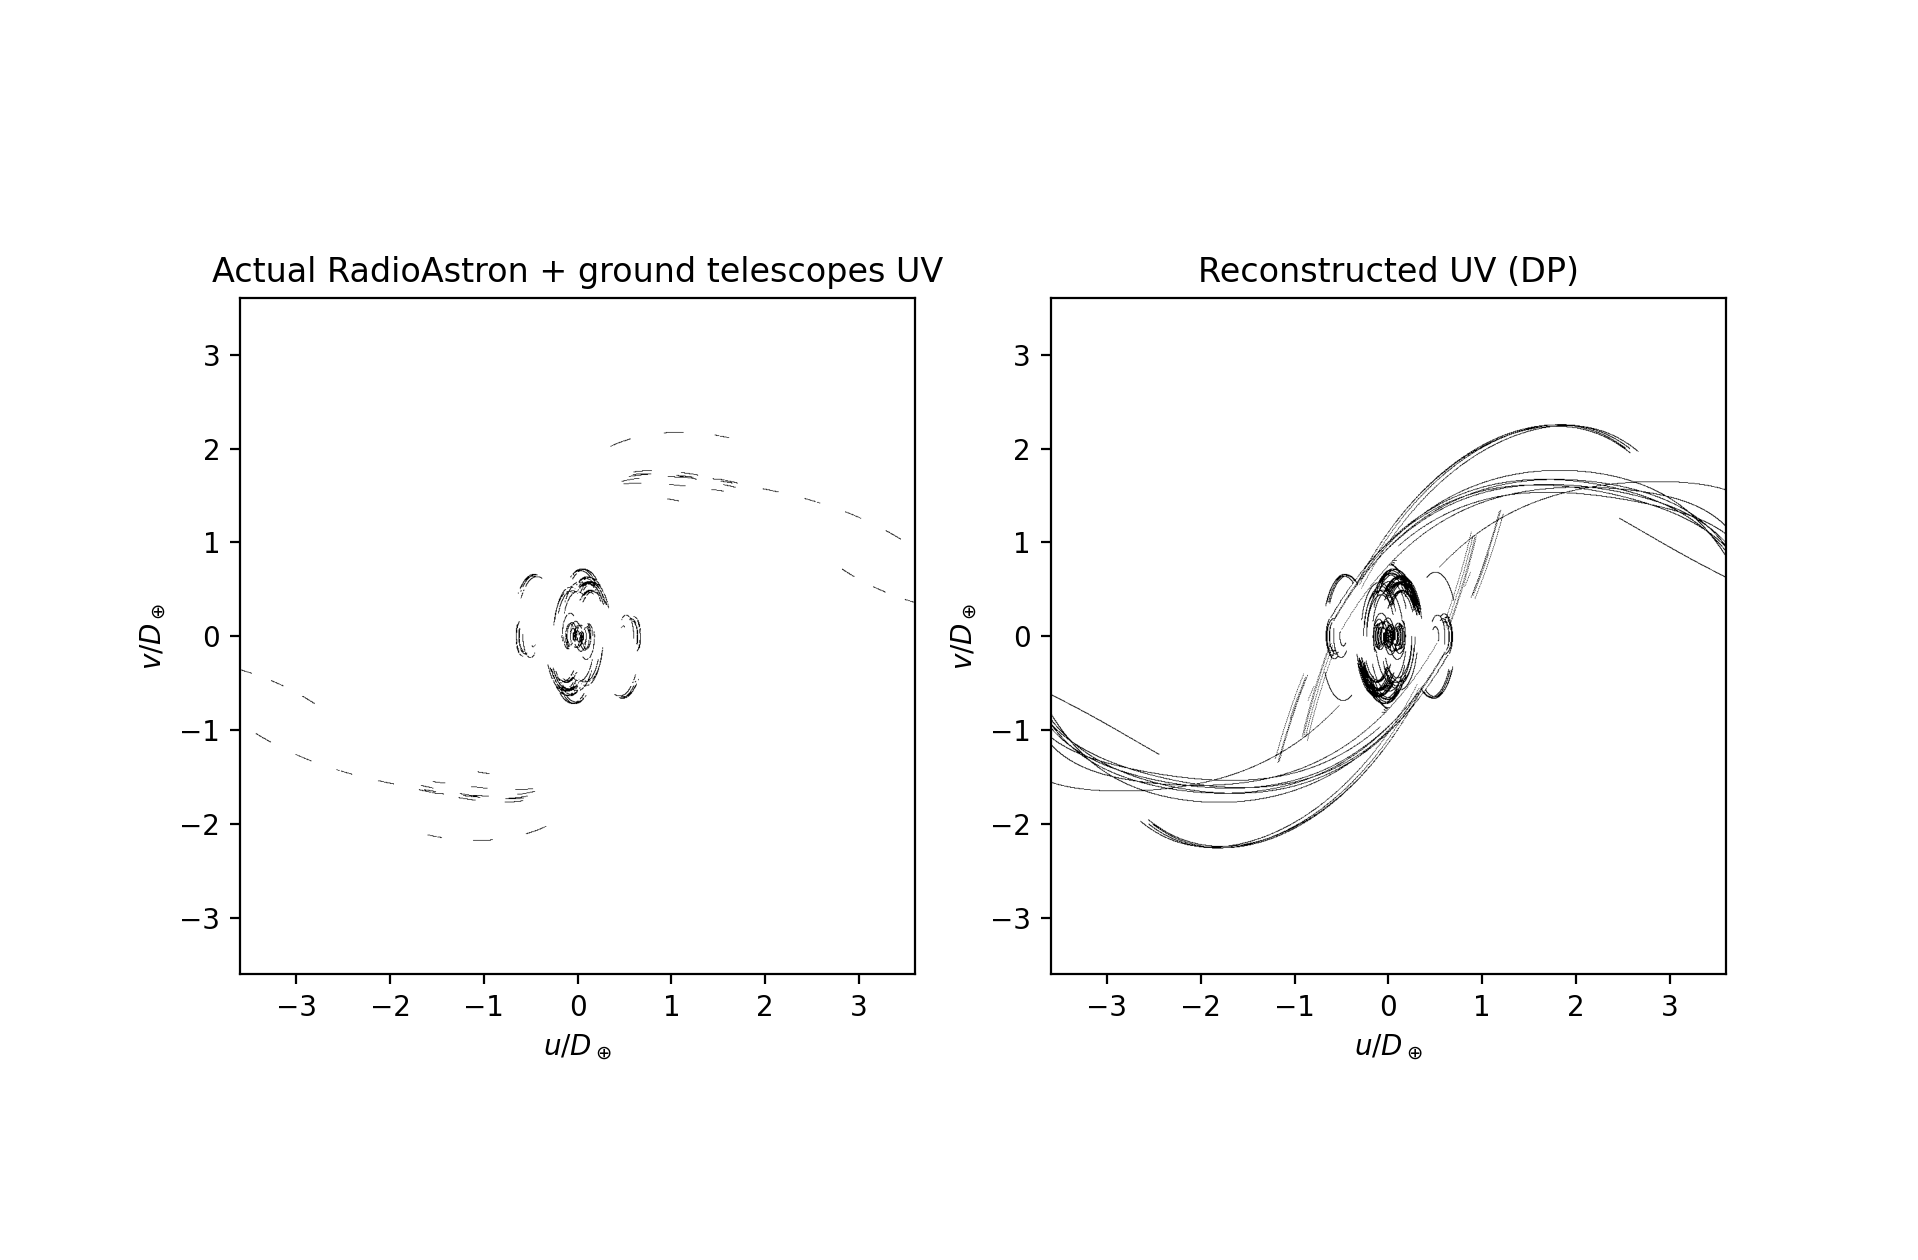 Actual RadioAstron + ground telescopes UV
3
2
1
0
−1
−2
−3
v/D⊕
−3 −2 −1 0 1 2 3
u/D⊕
Reconstructed UV (DP)
3
2
1
0
−1
−2
−3
v/D⊕
−3 −2 −1 0 1 2 3
u/D⊕